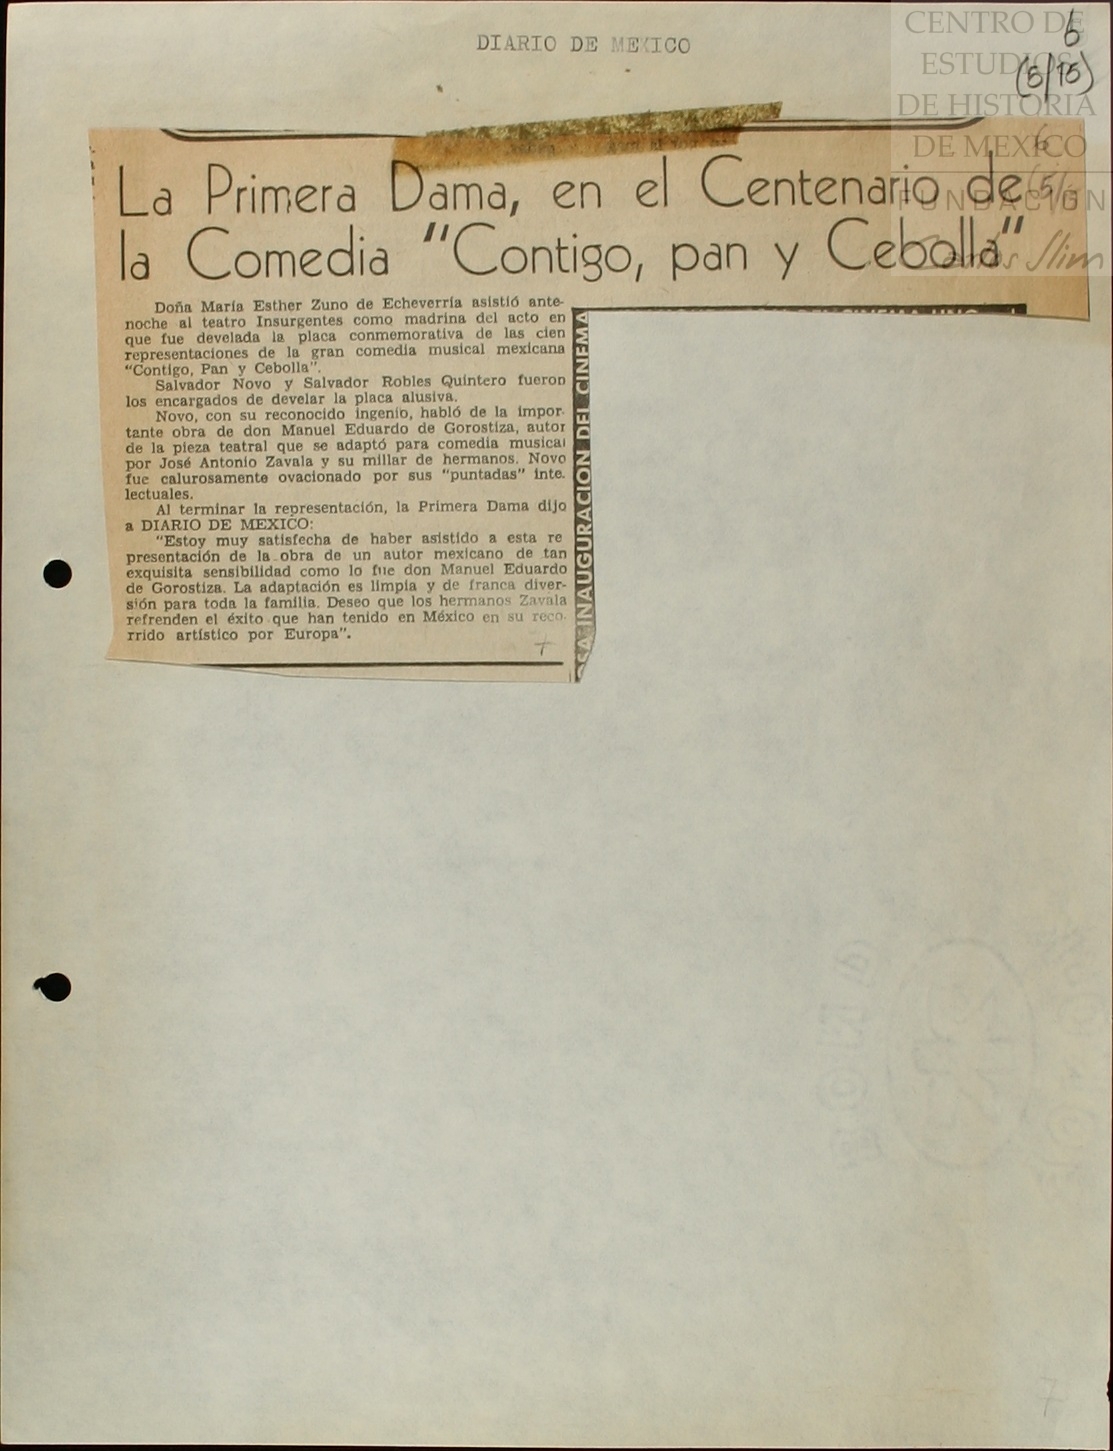 DIARIO DE MEXICO
6
(5/15)
CENTRO DE
ESTUDIOS
DE HISTORIA
DE MEXICO
FUNDACIÓN
Carlos Slim
La Primera Dama, en el Centenario de
la Comedia "Contigo, pan y Cebolla"
Doña María Esther Zuno de Echeverría asistió ante-
noche al teatro Insurgentes como madrina del acto en
que fue develada la placa conmemorativa de las cien
representaciones de la gran comedia musical mexicana
"Contigo, Pan y Cebolla".
Salvador Novo y Salvador Robles Quintero fueron
los encargados de develar la placa alusiva.
Novo, con su reconocido ingenio, habló de la impor-
tante obra de don Manuel Eduardo de Gorostiza, autor
de la pieza teatral que se adaptó para comedia musical
por José Antonio Zavala y su millar de hermanos. Novo
fue calurosamente ovacionado por sus "puntadas" inte.
lectuales.
Al terminar la representación, la Primera Dama dijo
a DIARIO DE MEXICO:
"Estoy muy satisfecha de haber asistido a esta re
presentación de la obra de un autor mexicano de tan
exquisita sensibilidad como lo fue don Manuel Eduardo
de Gorostiza. La adaptación es limpia y de franca diver-
sión para toda la familia. Deseo que los hermanos Zavala
refrenden el éxito que han tenido en México en su reco.
rrido artístico por Europa".
INAUGURACION DEL CINEMA
7